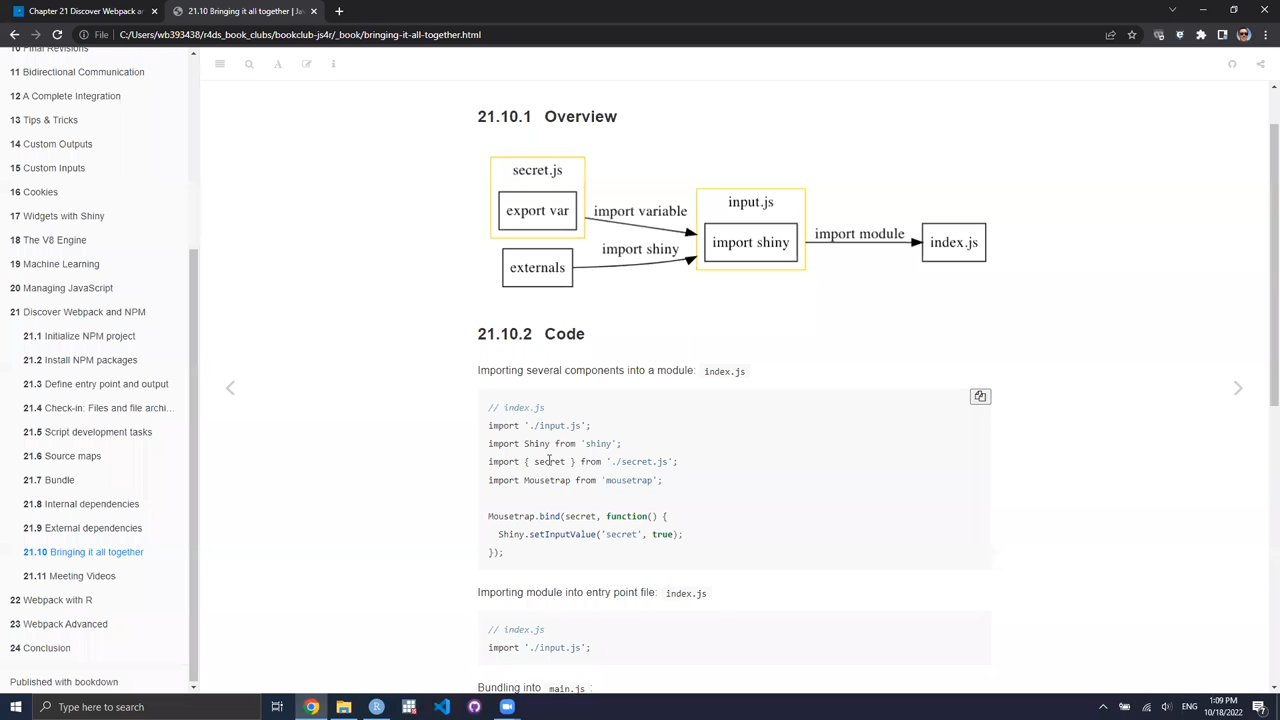 Chapter 21 Discover Webpack an
21.10 Bringing it all together | Jav
File
C:/Users/wb393438/r4ds_book_clubs/bookclub-js4r/_book/bringing-it-all-together.html
10 Final Revisions
11 Bidirectional Communication
12 A Complete Integration
13 Tips & Tricks
14 Custom Outputs
15 Custom Inputs
16 Cookies
17 Widgets with Shiny
18 The V8 Engine
19 Machine Learning
20 Managing JavaScript
21 Discover Webpack and NPM
21.1 Initialize NPM project
21.2 Install NPM packages
21.3 Define entry point and output
21.4 Check-in: Files and file archi...
21.5 Script development tasks
21.6 Source maps
21.7 Bundle
21.8 Internal dependencies
21.9 External dependencies
21.10 Bringing it all together
21.11 Meeting Videos
22 Webpack with R
23 Webpack Advanced
24 Conclusion
Published with bookdown
21.10.1 Overview
secret.js
export var
externals
import variable
import shiny
input.js
import shiny
import module
index.js
21.10.2 Code
Importing several components into a module: index.js
// index.js
import './input.js';
import Shiny from 'shiny';
import { secret } from './secret.js';
import Mousetrap from 'mousetrap';
Mousetrap.bind(secret, function() {
Shiny.setInputValue('secret', true);
});
Importing module into entry point file: index.js
// index.js
import './input.js';
Bundling into main.js :
Type here to search
ENG
1:09 PM
10/18/2022